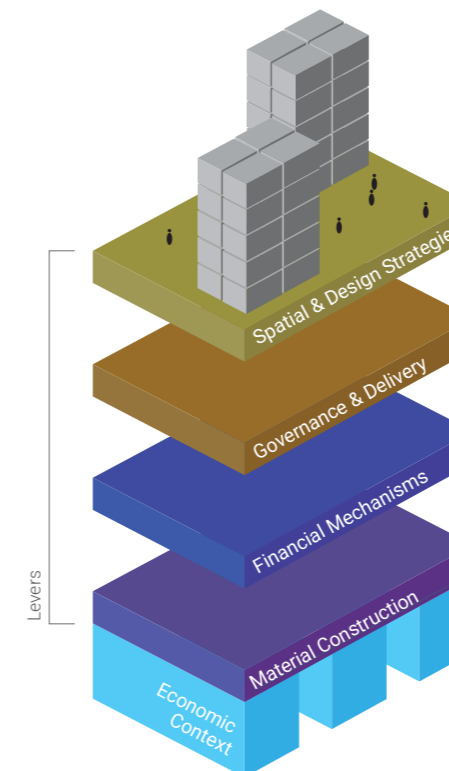 Spatial & Design Strategie
Governance & Delivery
Financial Mechanisms
Material Construction
Levers
Economic
Context